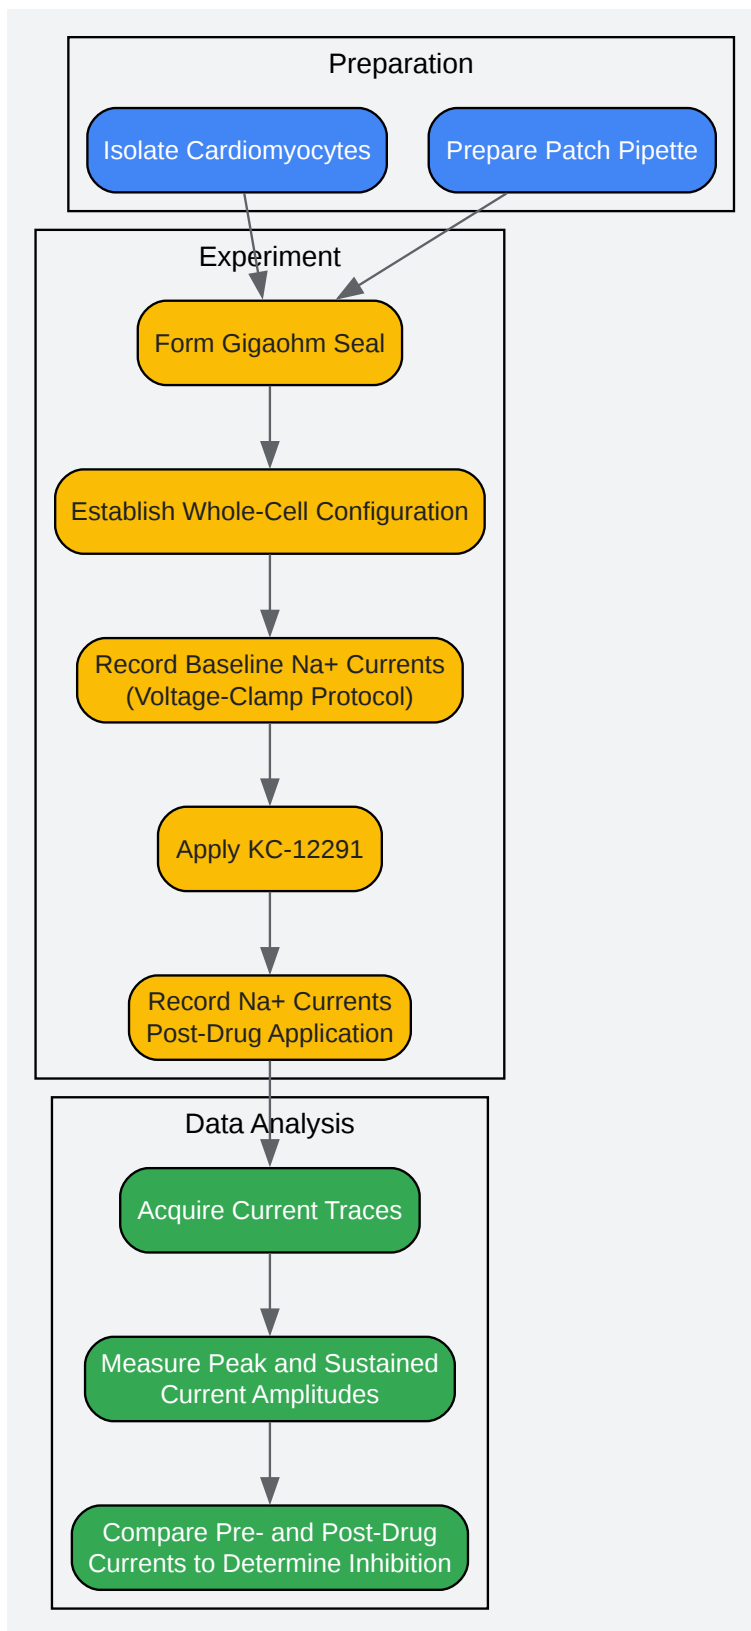 Preparation
Isolate Cardiomyocytes
Prepare Patch Pipette
Experiment
Form Gigaohm Seal
Establish Whole-Cell Configuration
Record Baseline Na+ Currents
(Voltage-Clamp Protocol)
Apply KC-12291
Record Na+ Currents
Post-Drug Application
Data Analysis
Acquire Current Traces
Measure Peak and Sustained
Current Amplitudes
Compare Pre- and Post-Drug
Currents to Determine Inhibition